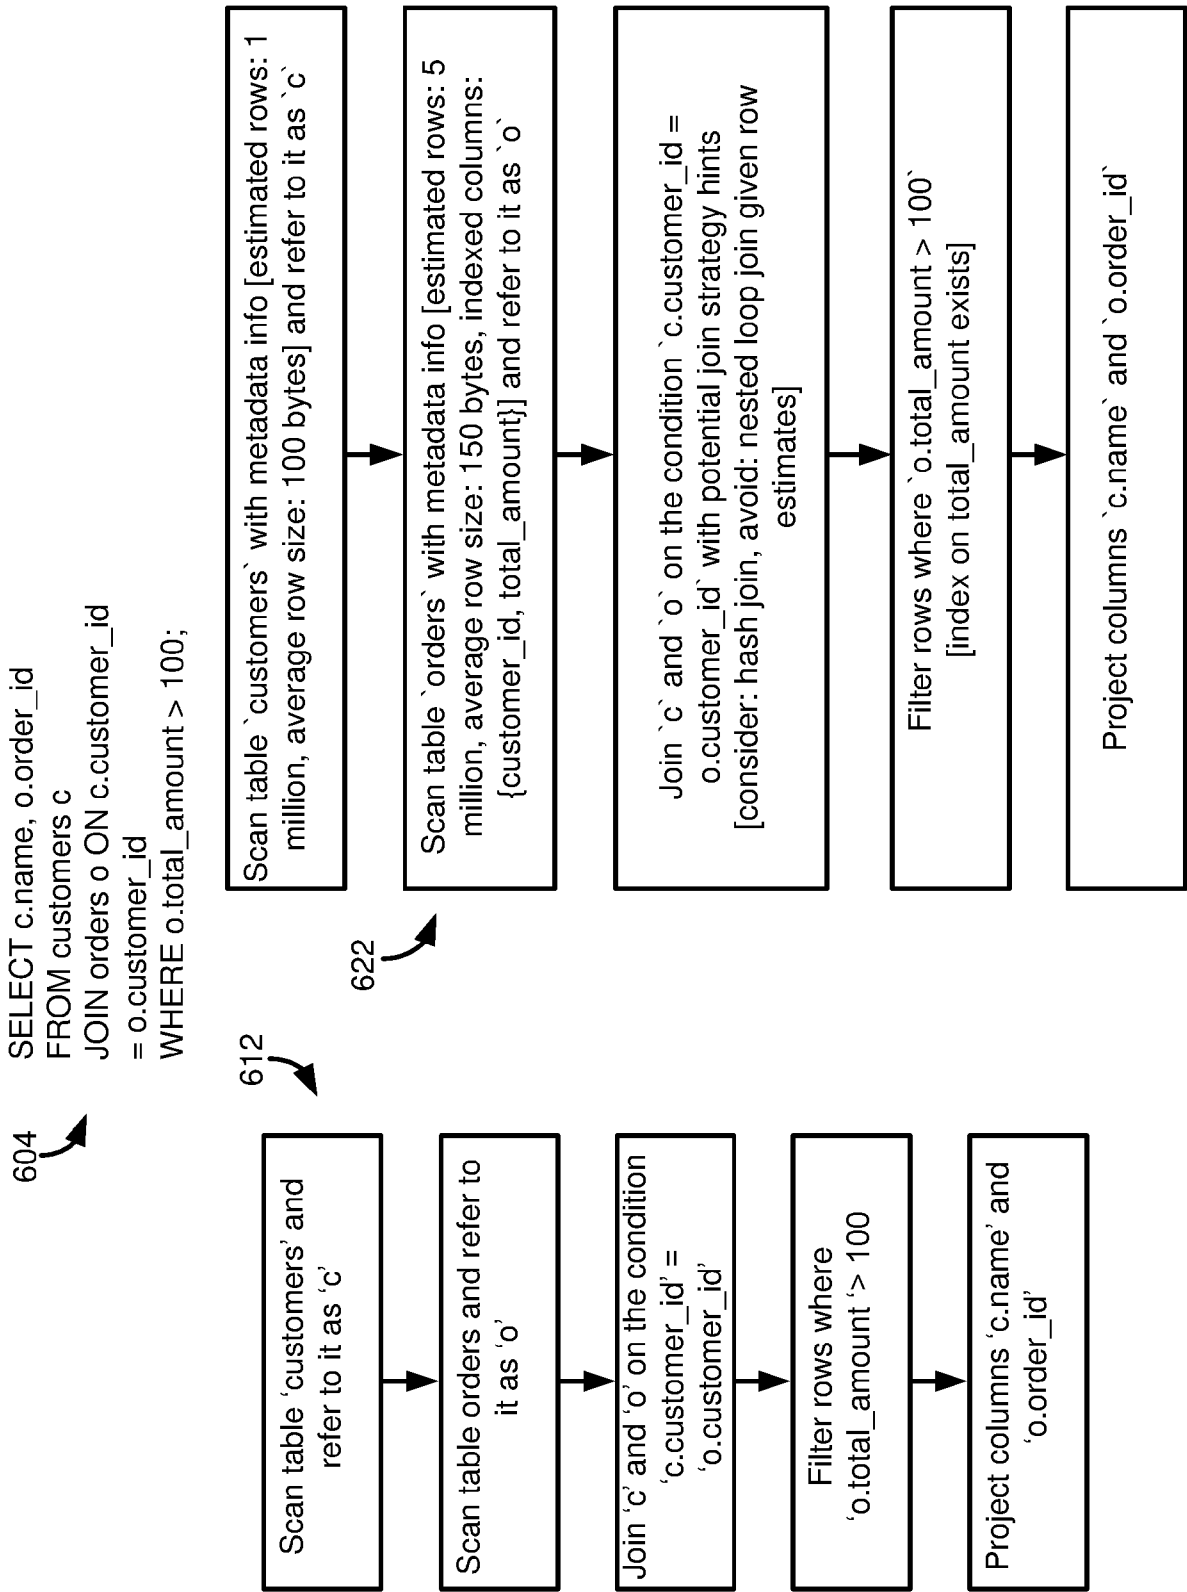 604
SELECT c.name, o.order_id
FROM customers c
JOIN orders o ON c.customer_id
= o.customer_id
WHERE o.total_amount > 100;
612
Scan table ‘customers’ and
refer to it as ‘c’
Scan table orders and refer to
it as ‘o’
Join ‘c’ and ‘o’ on the condition
‘c.customer_id’ =
‘o.customer_id’
Filter rows where
‘o.total_amount ‘> 100
Project columns ‘c.name’ and
‘o.order_id’
622
Scan table `customers` with metadata info [estimated rows: 1
million, average row size: 100 bytes] and refer to it as `c`
Scan table `orders` with metadata info [estimated rows: 5
million, average row size: 150 bytes, indexed columns:
{customer_id, total_amount}] and refer to it as `o`
Join `c` and `o` on the condition `c.customer_id =
o.customer_id` with potential join strategy hints
[consider: hash join, avoid: nested loop join given row
estimates]
Filter rows where `o.total_amount > 100`
[index on total_amount exists]
Project columns `c.name` and `o.order_id`